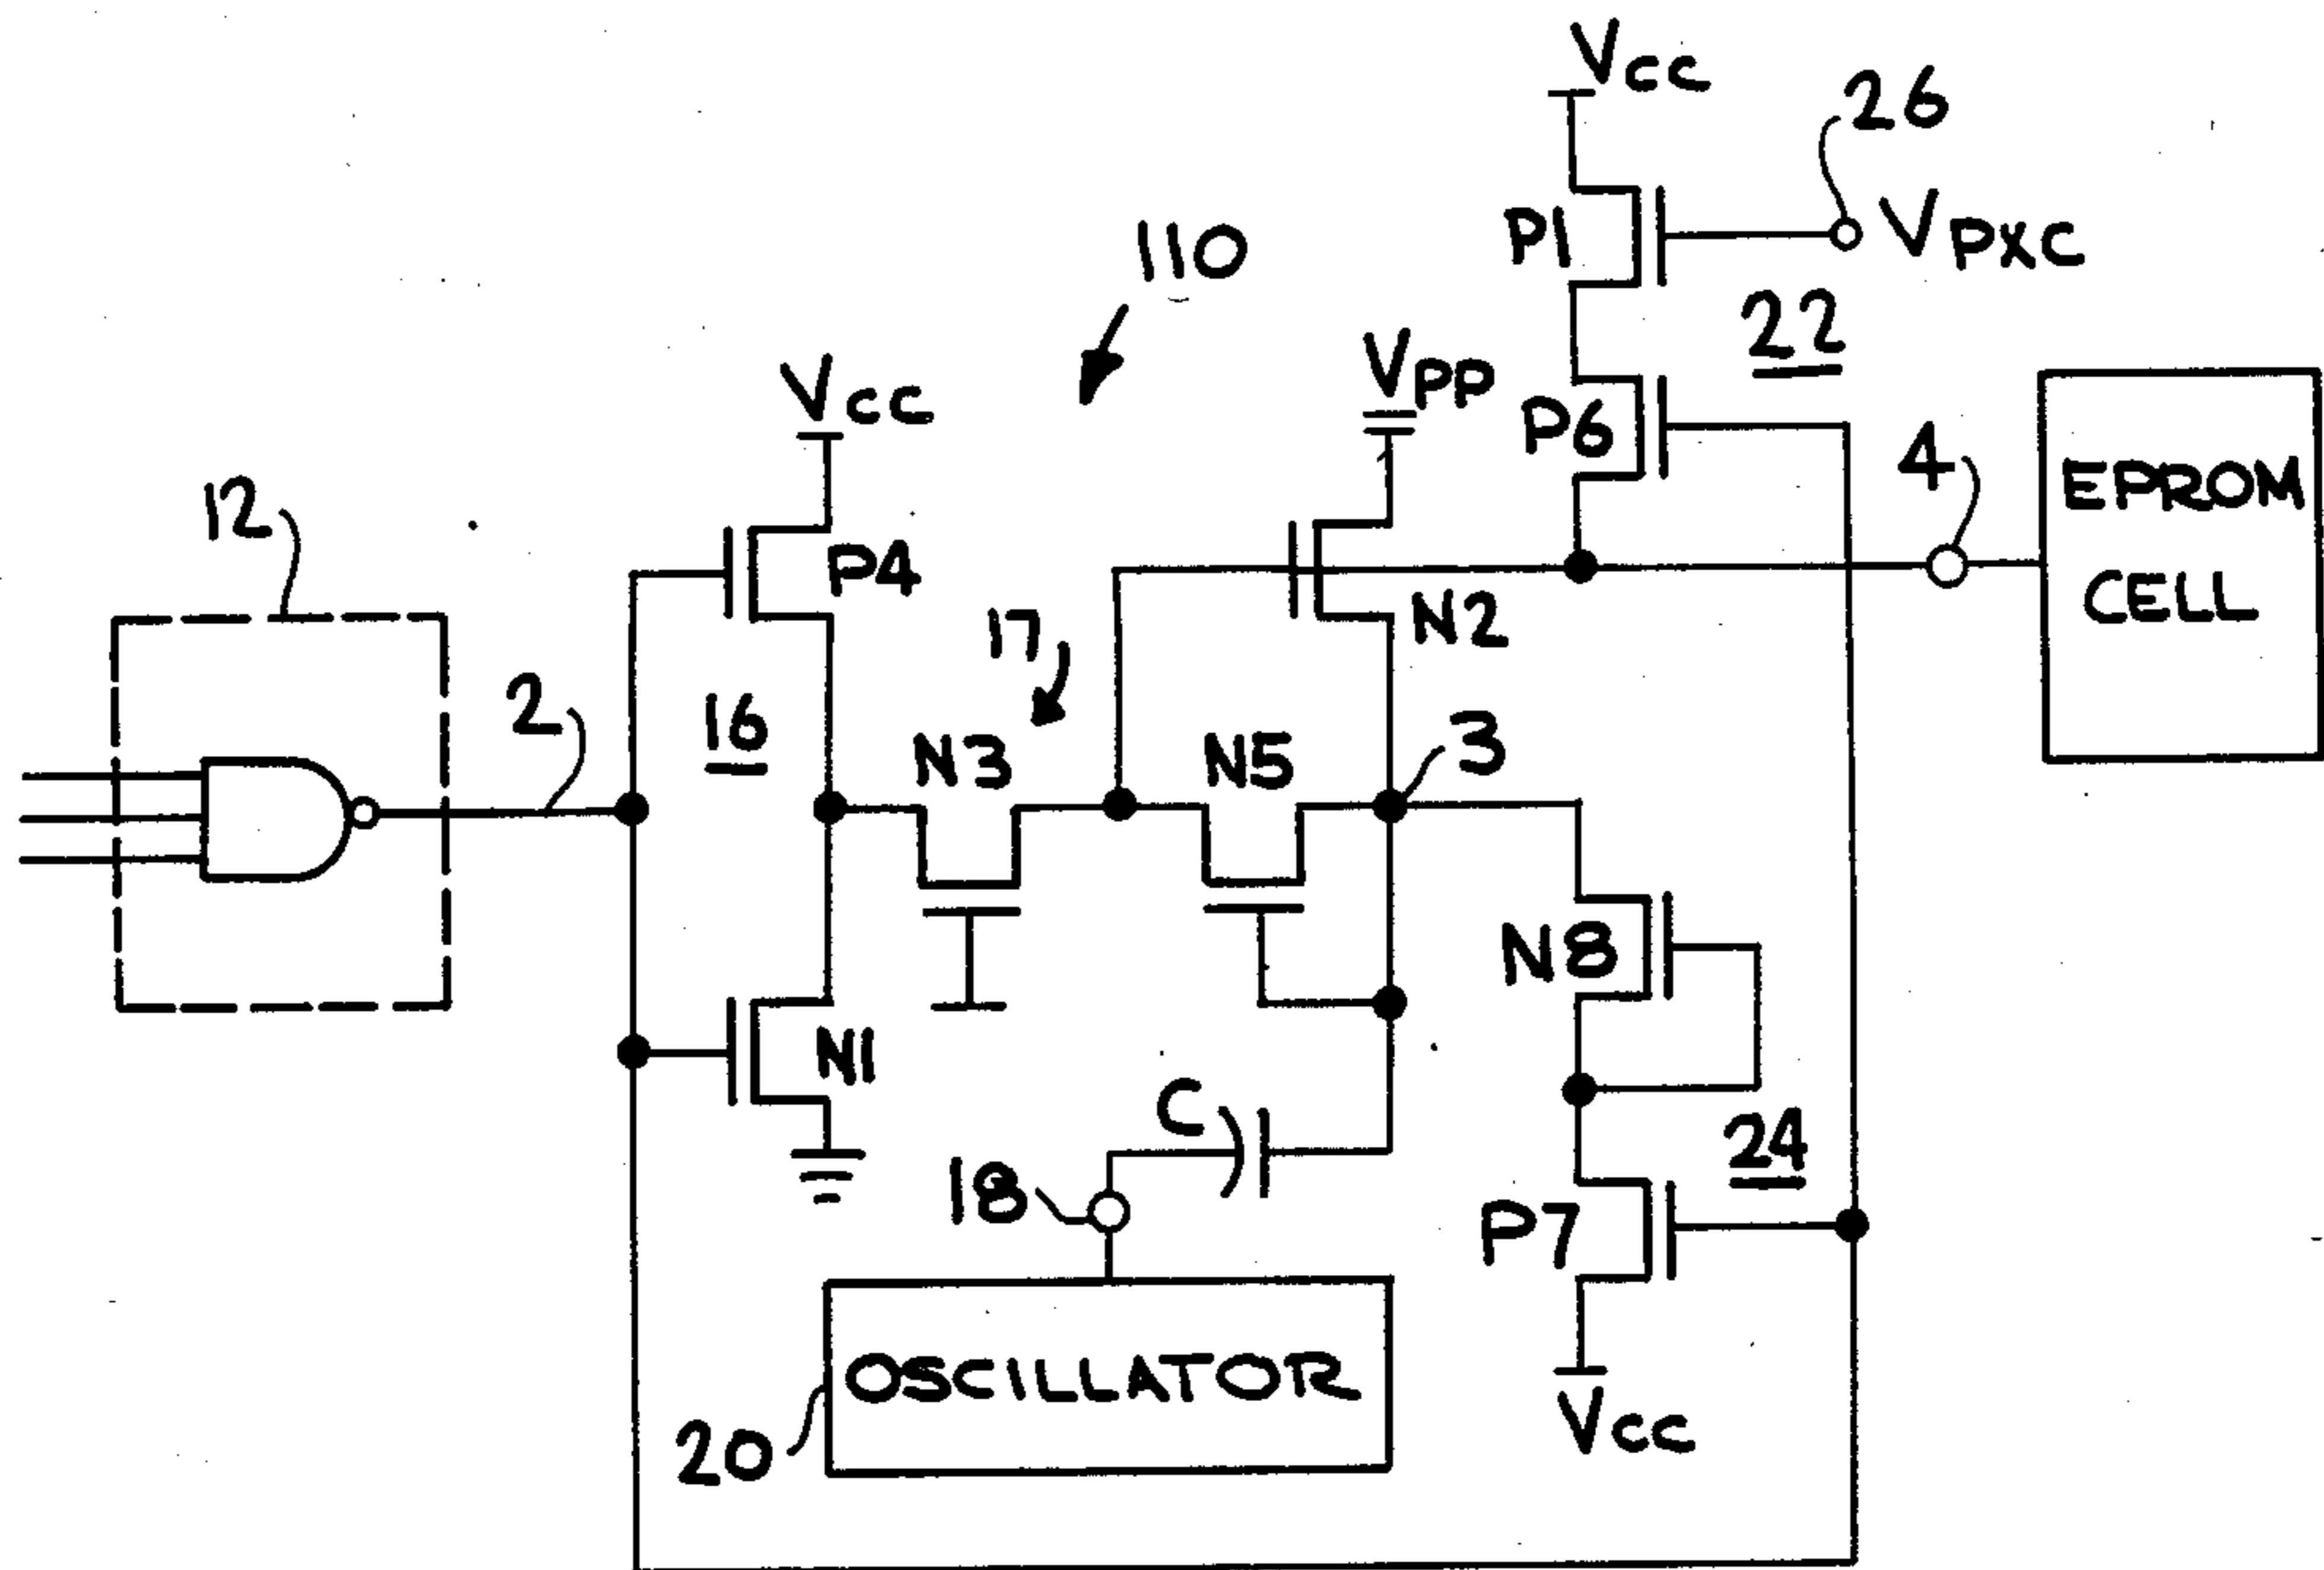 Vcc
26
P1
VPXC
110
22
Vcc
VPP
P6
4
EPROM
CELL
12
P4
N2
17
2
16
N3
N5
3
N8
N1
C
24
18
P7
OSCILLATOR
20
Vcc